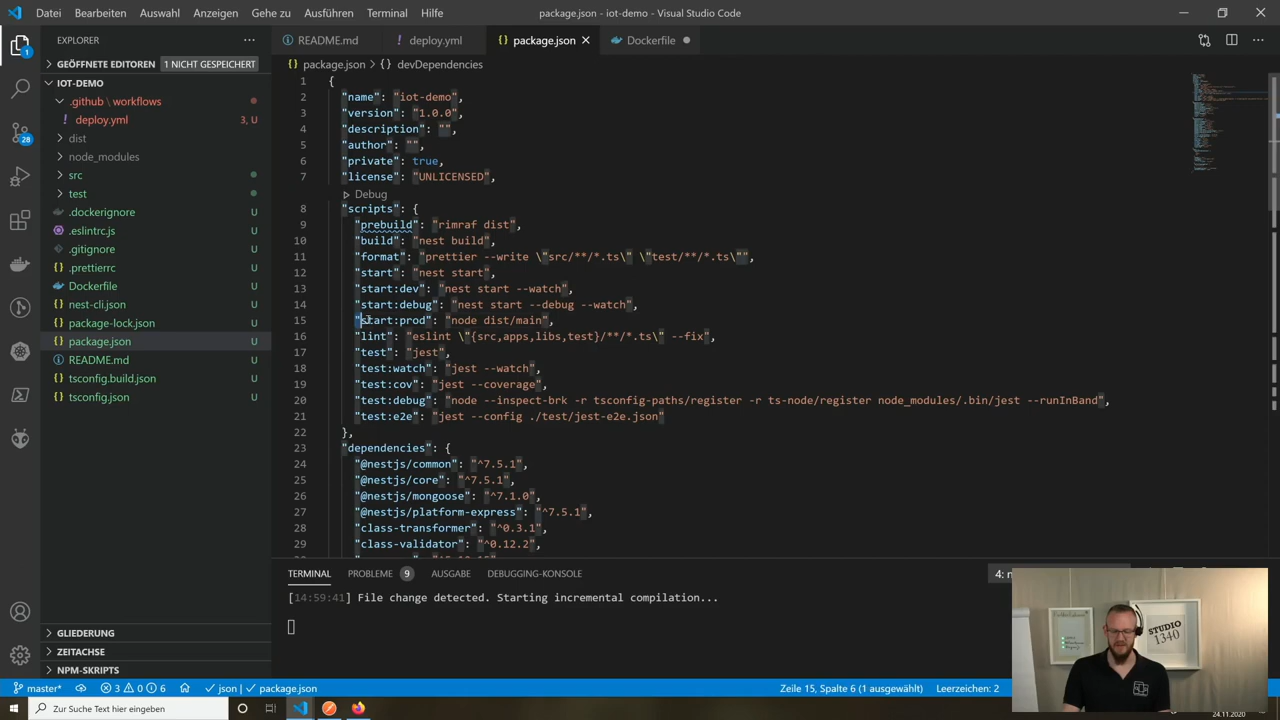 Datei Bearbeiten Auswahl Anzeigen Gehe zu Ausführen Terminal Hilfe package.json - iot-demo - Visual Studio Code
EXPLORER
README.md deploy.yml package.json Dockerfile
GEÖFFNETE EDITOREN 1 NICHT GESPEICHERT
package.json > {} devDependencies
IOT-DEMO
.github \ workflows
deploy.yml 3, U
dist
node_modules
src
test
.dockerignore U
.eslintrc.js U
.gitignore U
.prettierrc U
Dockerfile U
nest-cli.json U
package-lock.json U
package.json U
README.md U
tsconfig.build.json U
tsconfig.json U
GLIEDERUNG
ZEITACHSE
NPM-SKRIPTS
1
28
1 {
2 "name": "iot-demo",
3 "version": "1.0.0",
4 "description": "",
5 "author": "",
6 "private": true,
7 "license": "UNLICENSED",
Debug
8 "scripts": {
9 "prebuild": "rimraf dist",
10 "build": "nest build",
11 "format": "prettier --write \"src/**/*.ts\" \"test/**/*.ts\"",
12 "start": "nest start",
13 "start:dev": "nest start --watch",
14 "start:debug": "nest start --debug --watch",
15 "start:prod": "node dist/main",
16 "lint": "eslint \"{src,apps,libs,test}/**/*.ts\" --fix",
17 "test": "jest",
18 "test:watch": "jest --watch",
19 "test:cov": "jest --coverage",
20 "test:debug": "node --inspect-brk -r tsconfig-paths/register -r ts-node/register node_modules/.bin/jest --runInBand",
21 "test:e2e": "jest --config ./test/jest-e2e.json"
22 },
23 "dependencies": {
24 "@nestjs/common": "^7.5.1",
25 "@nestjs/core": "^7.5.1",
26 "@nestjs/mongoose": "^7.1.0",
27 "@nestjs/platform-express": "^7.5.1",
28 "class-transformer": "^0.3.1",
29 "class-validator": "^0.12.2",
TERMINAL PROBLEME 9 AUSGABE DEBUGGING-KONSOLE 4: n
[14:59:41] File change detected. Starting incremental compilation...
STUDIO
1340
master* 3 0 6 json | package.json Zeile 15, Spalte 6 (1 ausgewählt) Leerzeichen: 2
Zur Suche Text hier eingeben
24.11.2020